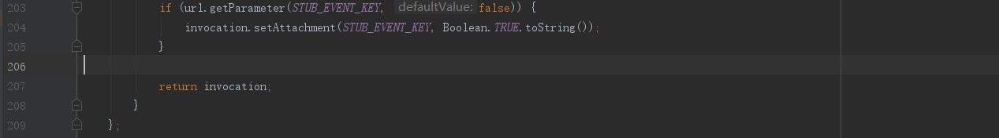 203 if (url.getParameter(STUB_EVENT_KEY, defaultValue: false)) {
204 invocation.setAttachment(STUB_EVENT_KEY, Boolean.TRUE.toString());
205 }
206
207 return invocation;
208 }
209 };